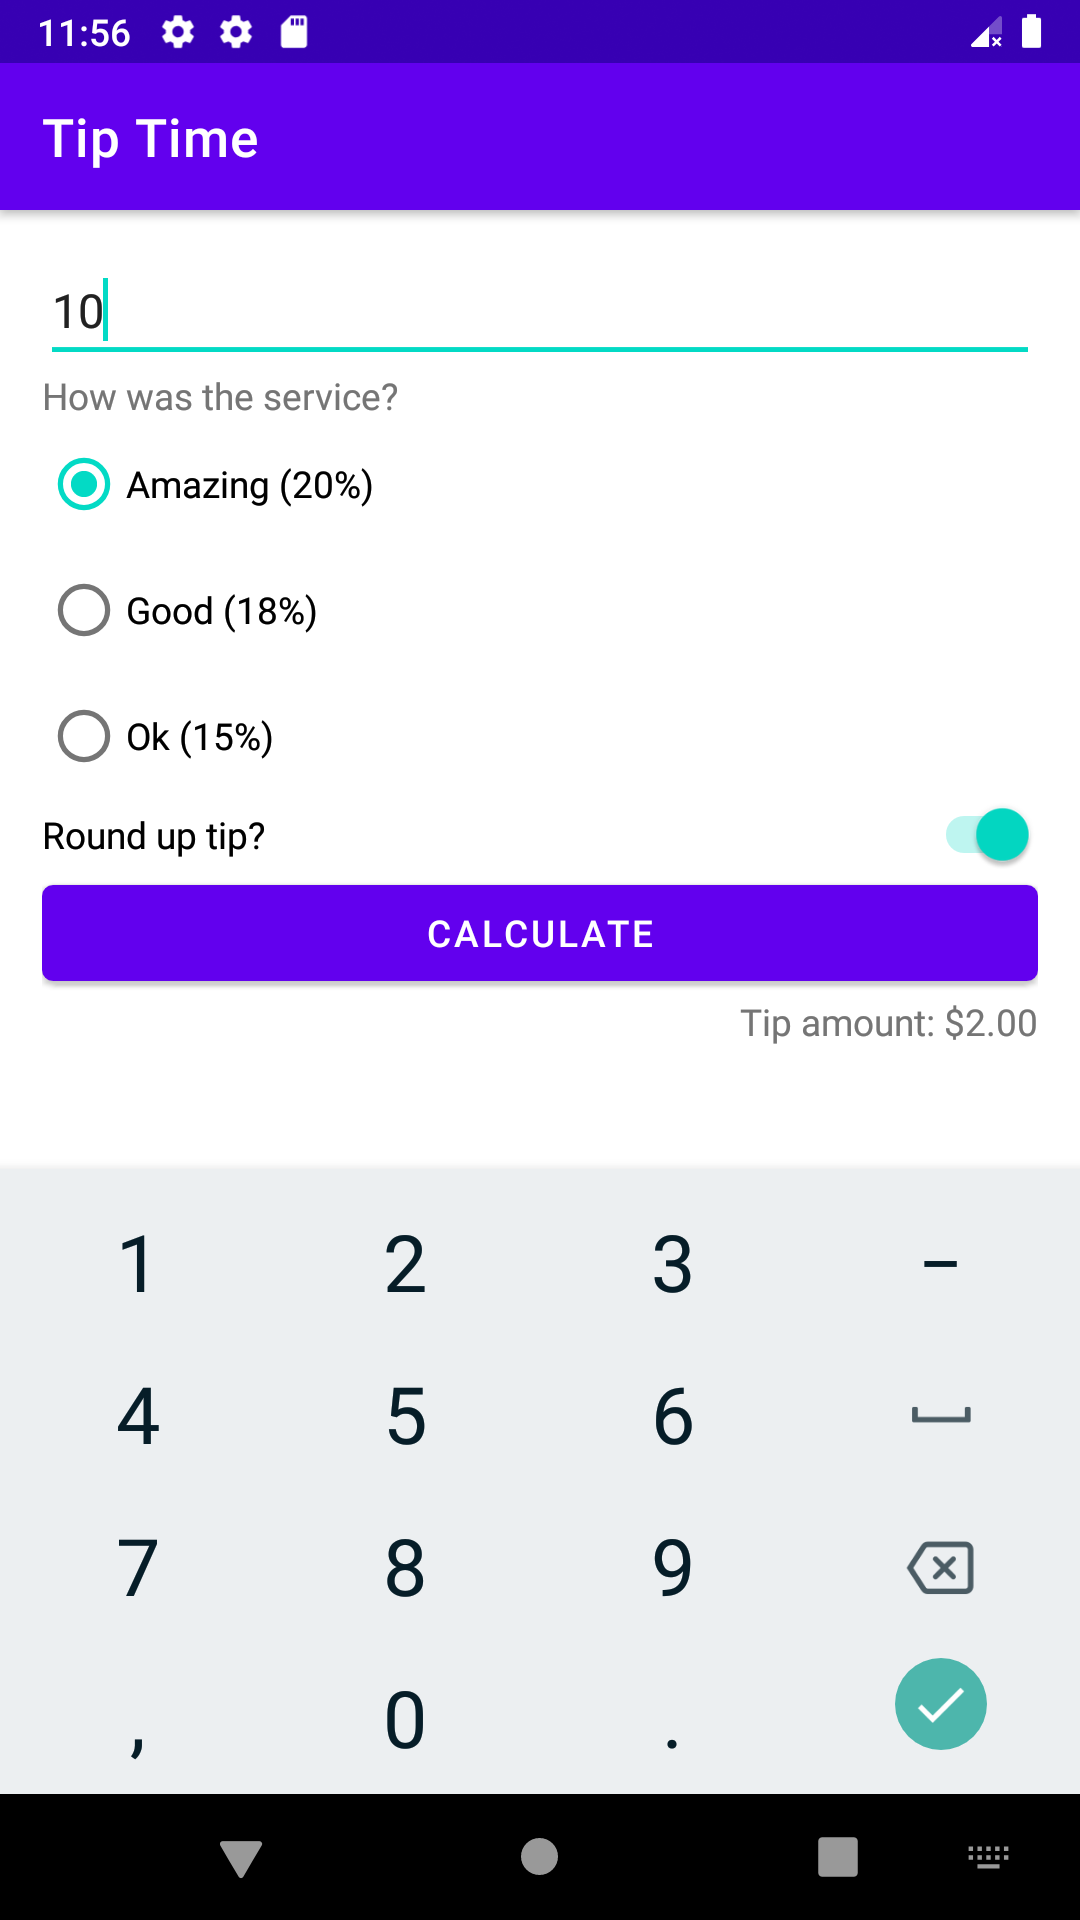 11:56
Tip Time
10
How was the service?
Amazing (20%)
Good (18%)
Ok (15%)
Round up tip?
CALCULATE
Tip amount: $2.00
1 2 3 –
4 5 6
7 8 9
, 0 .